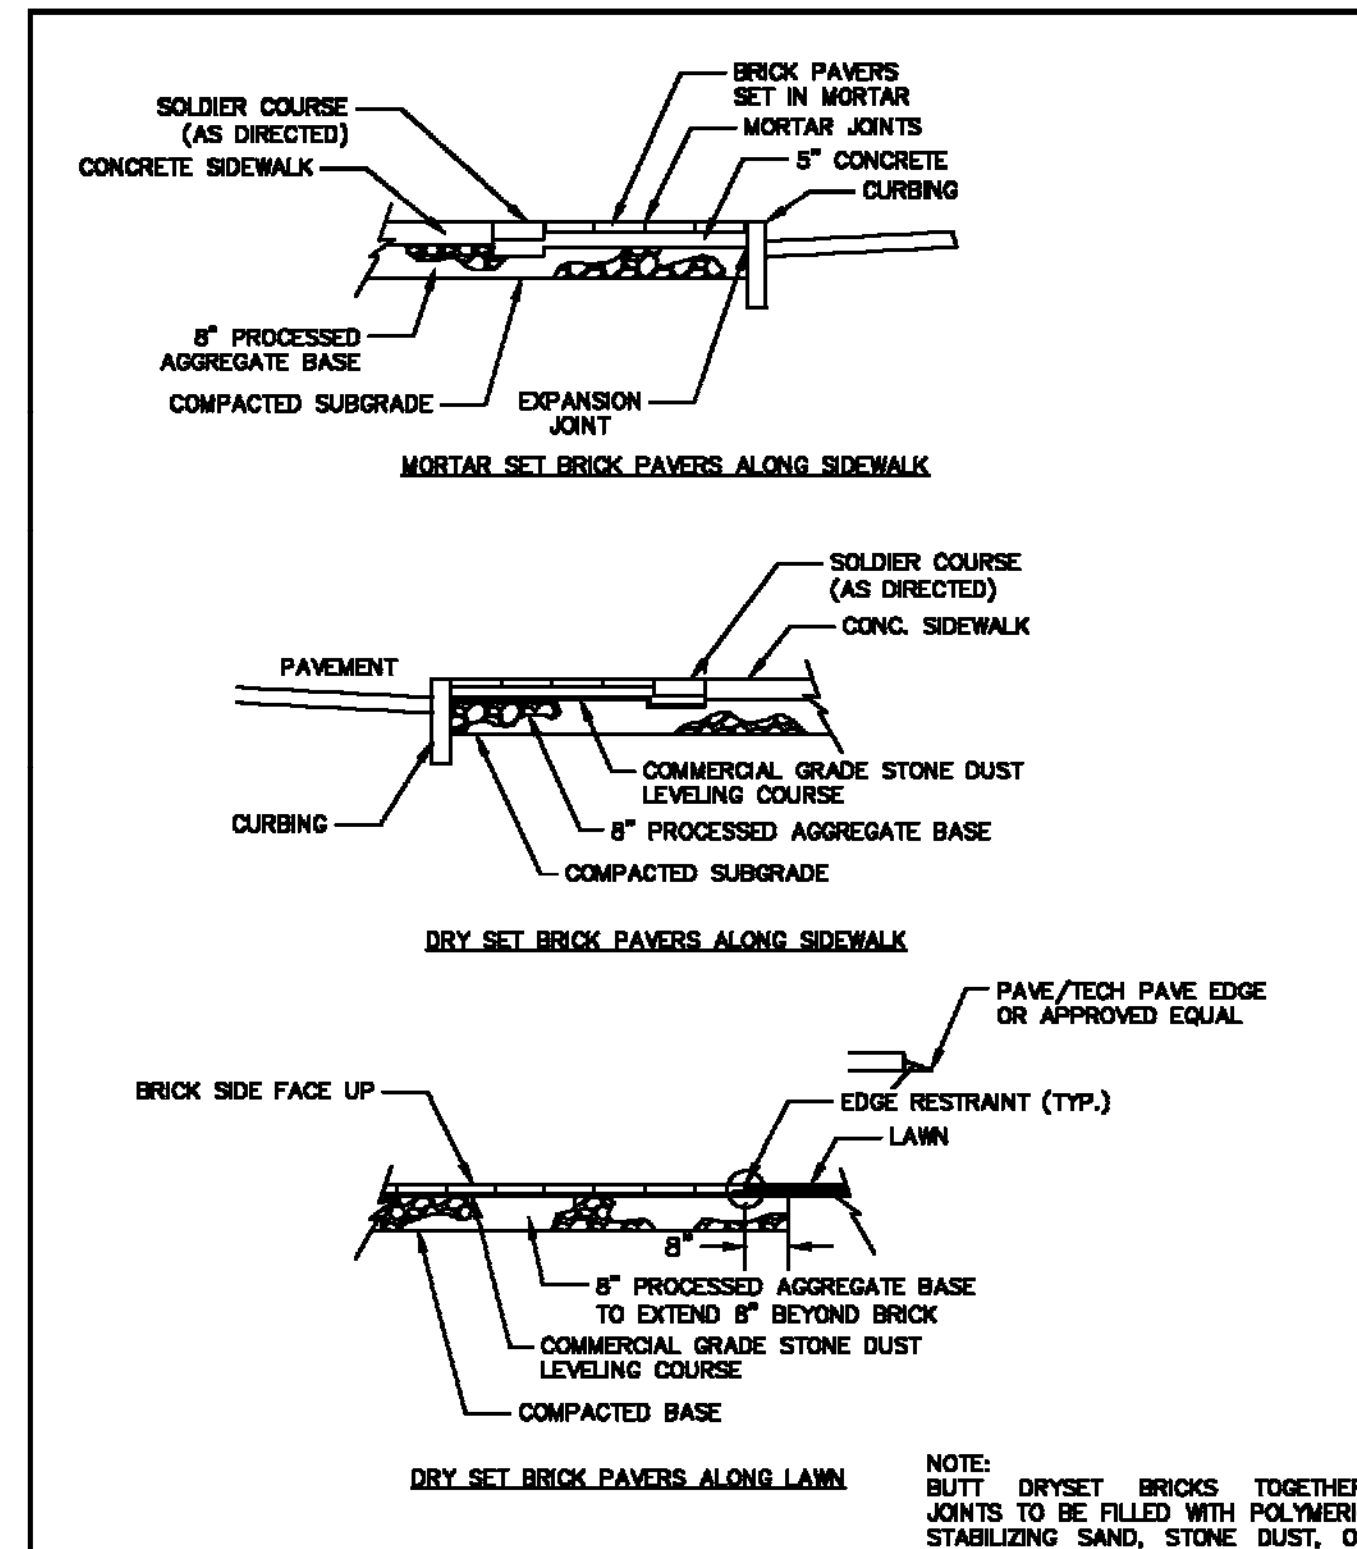 BRICK PAVERS
SET IN MORTAR
SOLDIER COURSE
(AS DIRECTED)
MORTAR JOINTS
CONCRETE SIDEWALK
5" CONCRETE
CURBING
8" PROCESSED
AGGREGATE BASE
COMPACTED SUBGRADE
EXPANSION
JOINT
MORTAR SET BRICK PAVERS ALONG SIDEWALK
SOLDIER COURSE
(AS DIRECTED)
CONC. SIDEWALK
PAVEMENT
COMMERCIAL GRADE STONE DUST
LEVELING COURSE
CURBING
8" PROCESSED AGGREGATE BASE
COMPACTED SUBGRADE
DRY SET BRICK PAVERS ALONG SIDEWALK
PAVE/TECH PAVE EDGE
OR APPROVED EQUAL
BRICK SIDE FACE UP
EDGE RESTRAINT (TYP.)
LAWN
8"
8" PROCESSED AGGREGATE BASE
TO EXTEND 8" BEYOND BRICK
COMMERCIAL GRADE STONE DUST
LEVELING COURSE
COMPACTED BASE
DRY SET BRICK PAVERS ALONG LAWN
NOTE:
BUTT DRYSET BRICKS TOGETHER
JOINTS TO BE FILLED WITH POLYMERI
STABILIZING SAND, STONE DUST, O